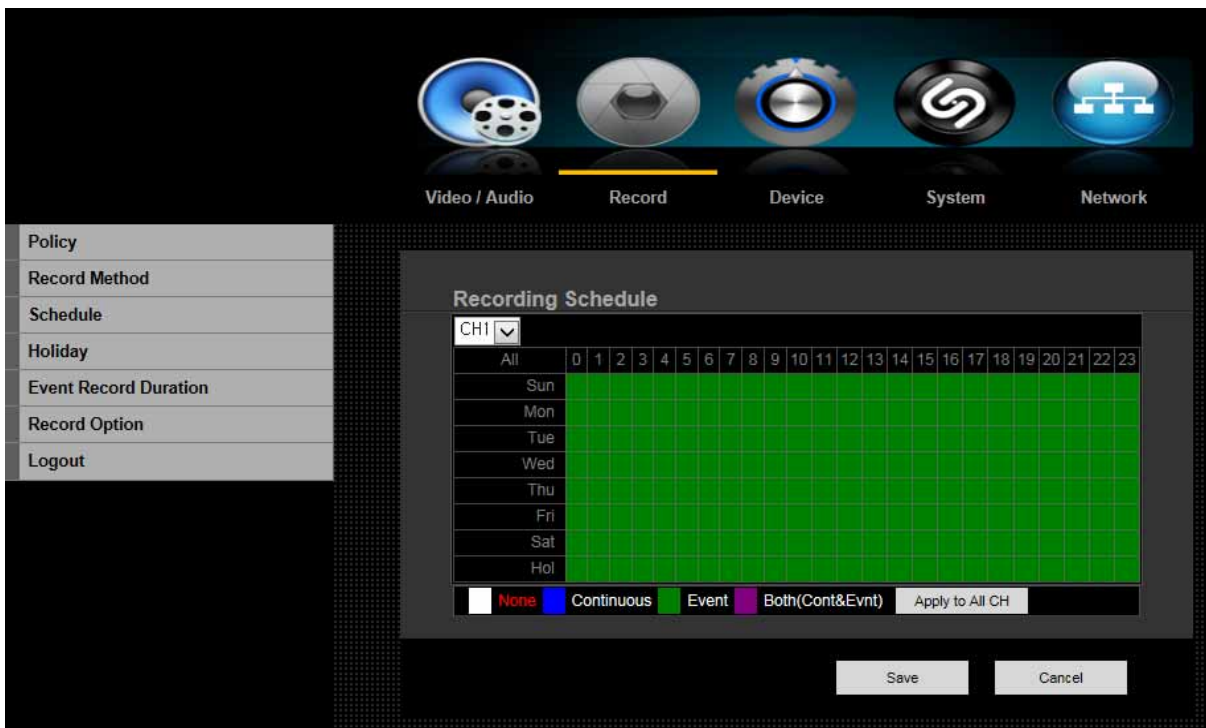 Video / Audio Record Device System Network
Policy
Record Method
Schedule
Holiday
Event Record Duration
Record Option
Logout
Recording Schedule
CH1
All 0 1 2 3 4 5 6 7 8 9 10 11 12 13 14 15 16 17 18 19 20 21 22 23
Sun
Mon
Tue
Wed
Thu
Fri
Sat
Hol
None Continuous Event Both(Cont&Evnt) Apply to All CH
Save Cancel